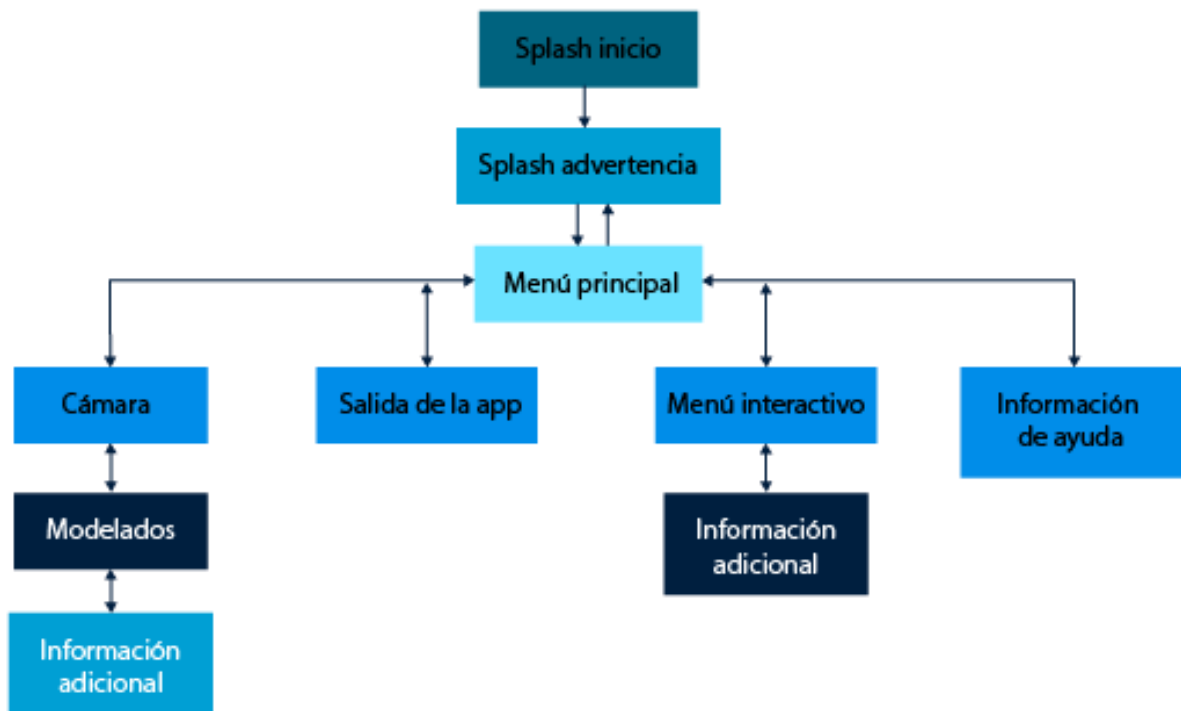 Splash inicio
Splash advertencia
Menú principal
Cámara
Salida de la app
Menú interactivo
Información
de ayuda
Modelados
Información
adicional
Información
adicional